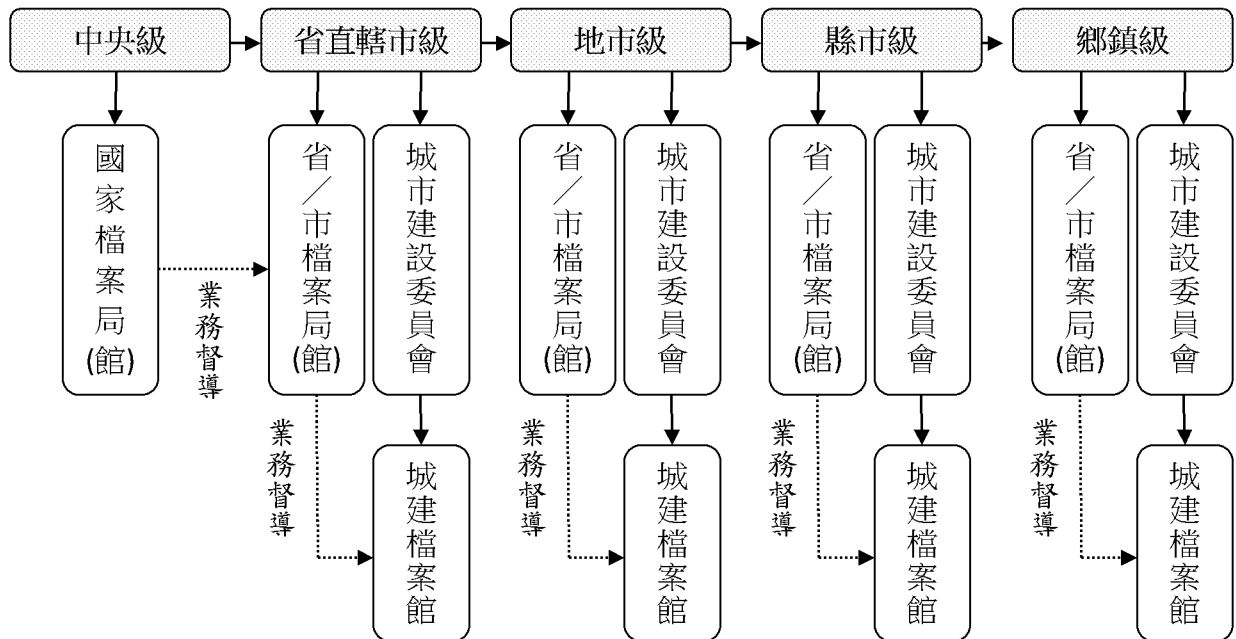 中央級
省直轄市級
地市級
縣市級
鄉鎮級
國家檔案局(館)
業務督導
省／市檔案局(館)
城市建設委員會
業務督導
城建檔案館
省／市檔案局(館)
城市建設委員會
業務督導
城建檔案館
省／市檔案局(館)
城市建設委員會
業務督導
城建檔案館
省／市檔案局(館)
城市建設委員會
業務督導
城建檔案館